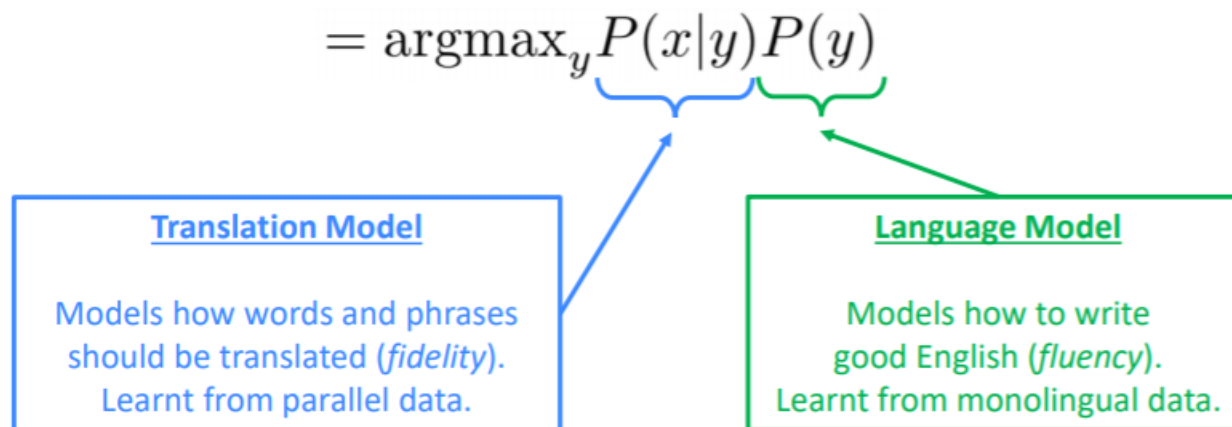 = argmax_y P(x|y)P(y)
Translation Model
Models how words and phrases
should be translated (fidelity).
Learnt from parallel data.
Language Model
Models how to write
good English (fluency).
Learnt from monolingual data.